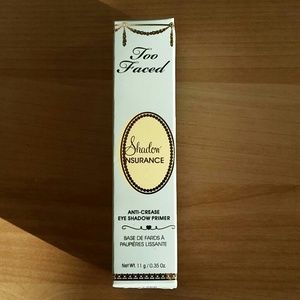 Too
Faced
Shadow
INSURANCE
ANTI-CREASE
EYE SHADOW PRIMER
BASE DE FARDS À
PAUPIÈRES LISSANTE
Net Wt. 11 g / 0.35 Oz.